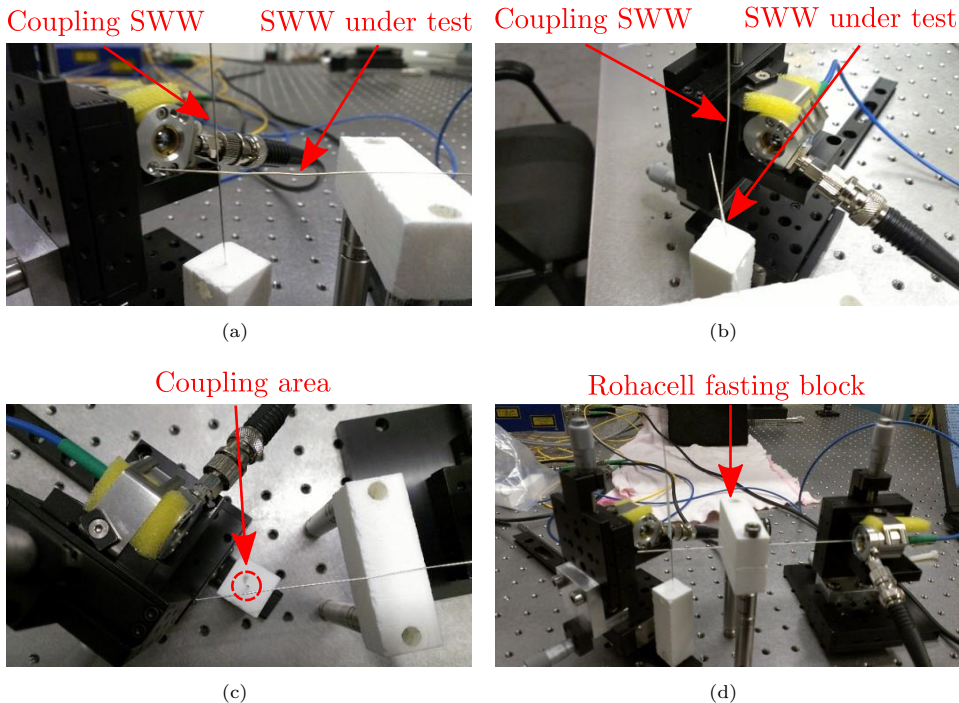 Coupling SWW SWW under test
Coupling SWW SWW under test
(a)
(b)
Coupling area
Rohacell fasting block
(c)
(d)